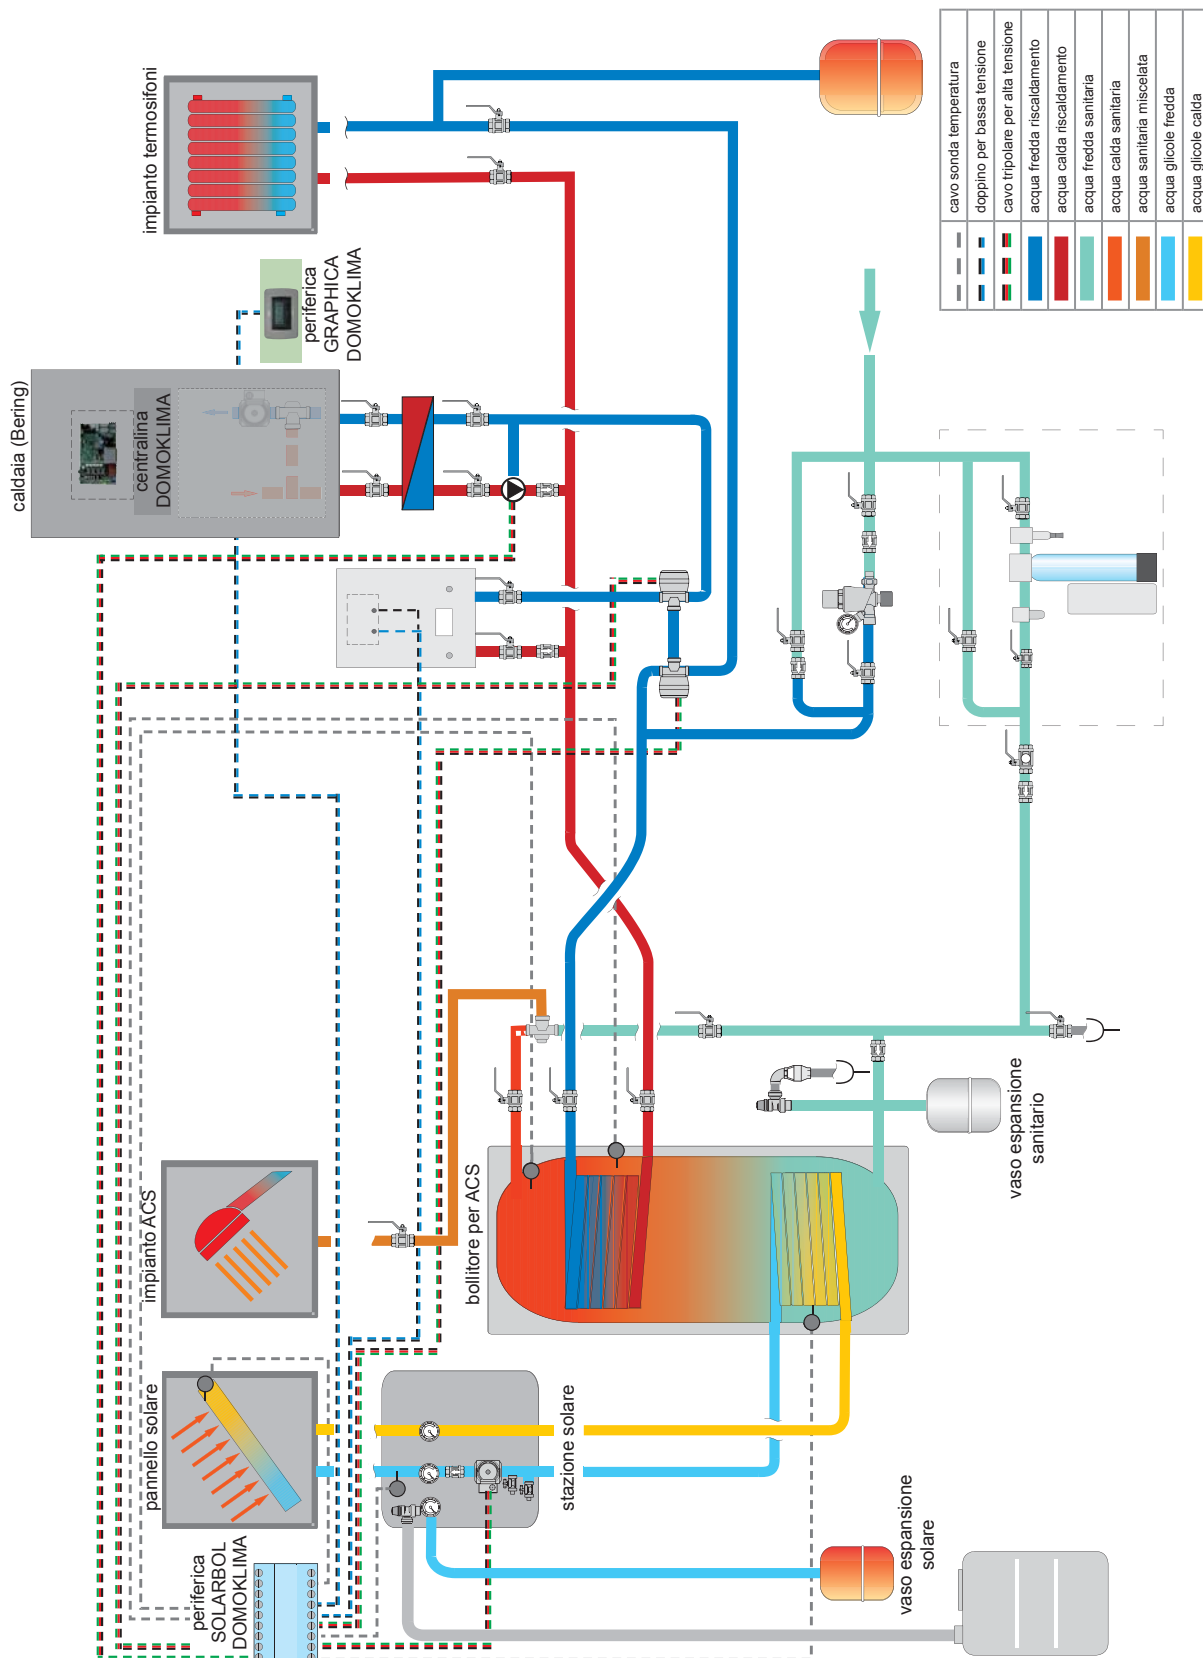 impianto termosifoni
periferica
GRAPHICA
DOMOKLIMA
caldaia (Bering)
centralina
DOMOKLIMA
impianto ACS
bollitore per ACS
vaso espansione
sanitario
pannello solare
stazione solare
periferica
SOLARBOL
DOMOKLIMA
vaso espansione
solare
cavo sonda temperatura
doppino per bassa tensione
cavo tripolare per alta tensione
acqua fredda riscaldamento
acqua calda riscaldamento
acqua fredda sanitaria
acqua calda sanitaria
acqua sanitaria miscelata
acqua glicole fredda
acqua glicole calda